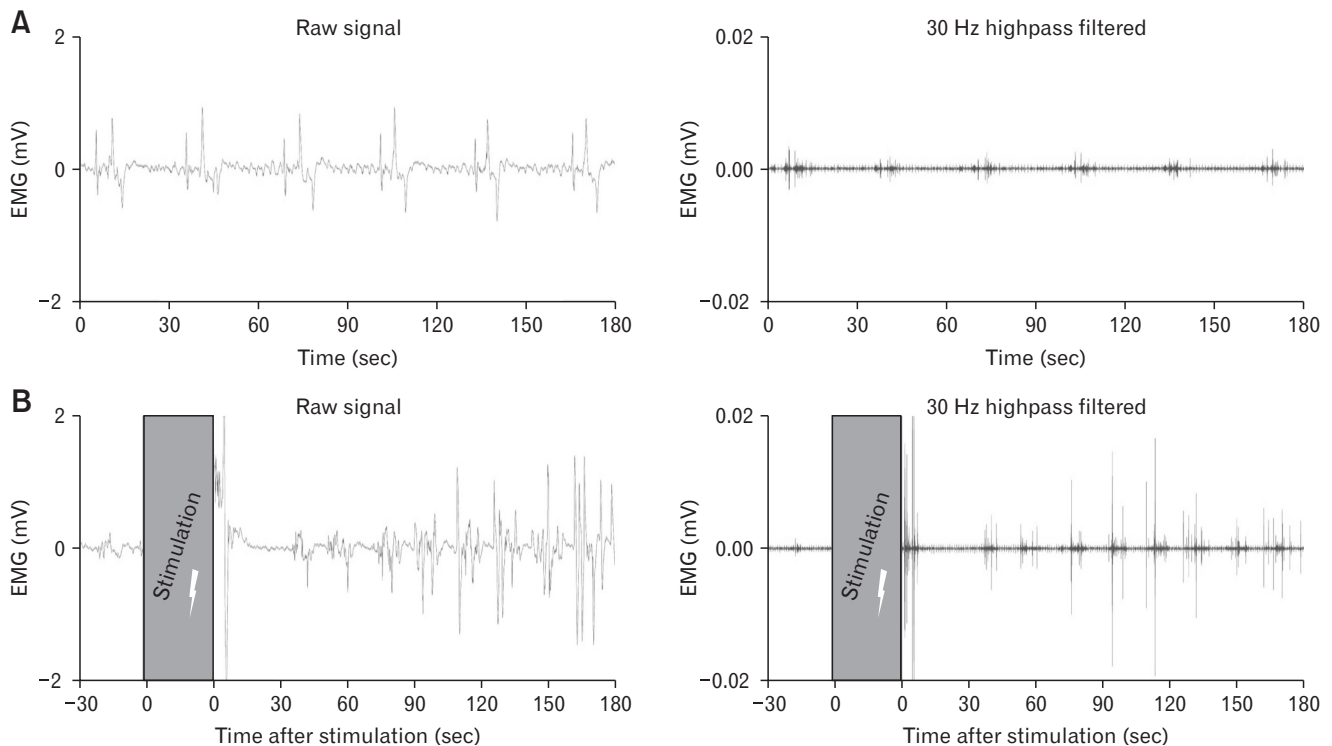 A
Raw signal
2
0
−2
EMG (mV)
0 30 60 90 120 150 180
Time (sec)
30 Hz highpass filtered
0.02
0.00
−0.02
EMG (mV)
0 30 60 90 120 150 180
Time (sec)
B
Raw signal
2
0
−2
EMG (mV)
Stimulation
−30 0 0 30 60 90 120 150 180
Time after stimulation (sec)
30 Hz highpass filtered
0.02
0.00
−0.02
EMG (mV)
Stimulation
−30 0 0 30 60 90 120 150 180
Time after stimulation (sec)